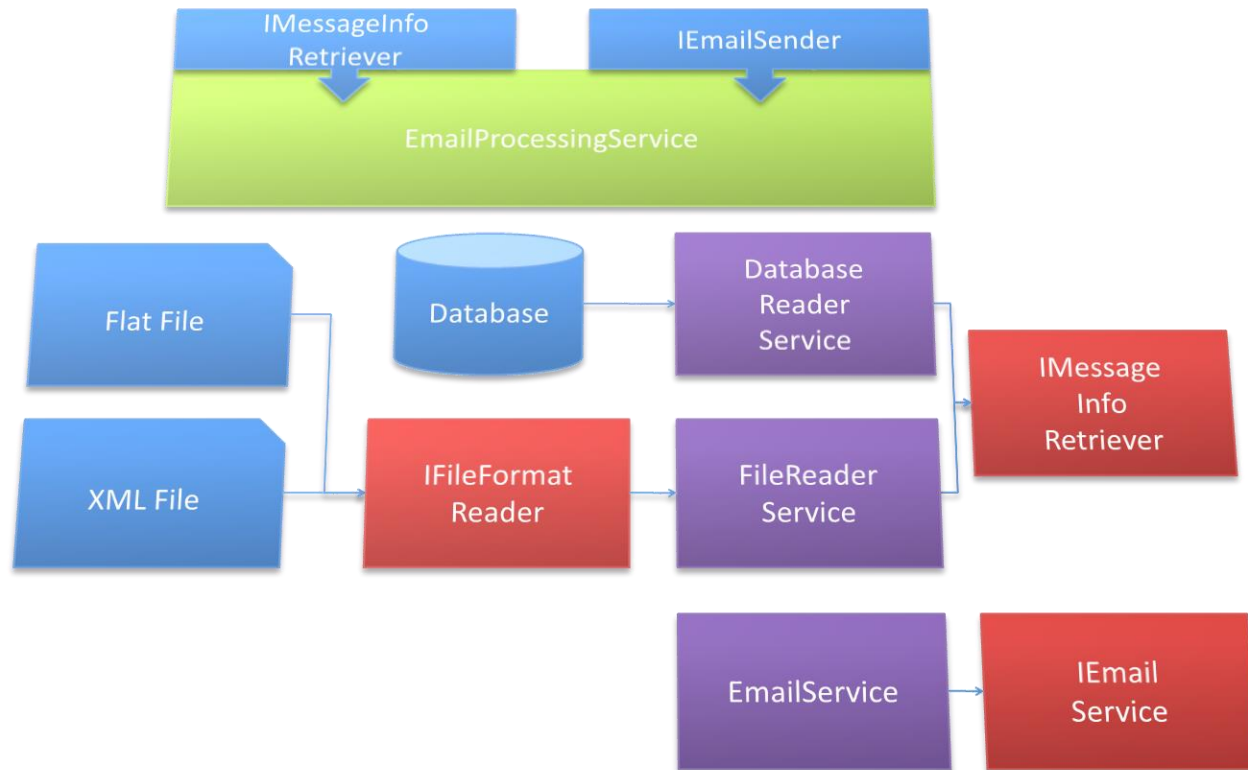 IMessageInfo
Retriever
IEmailSender
EmailProcessingService
Flat File
Database
Database
Reader
Service
IMessage
Info
Retriever
XML File
IFileFormat
Reader
FileReader
Service
EmailService
IEmail
Service